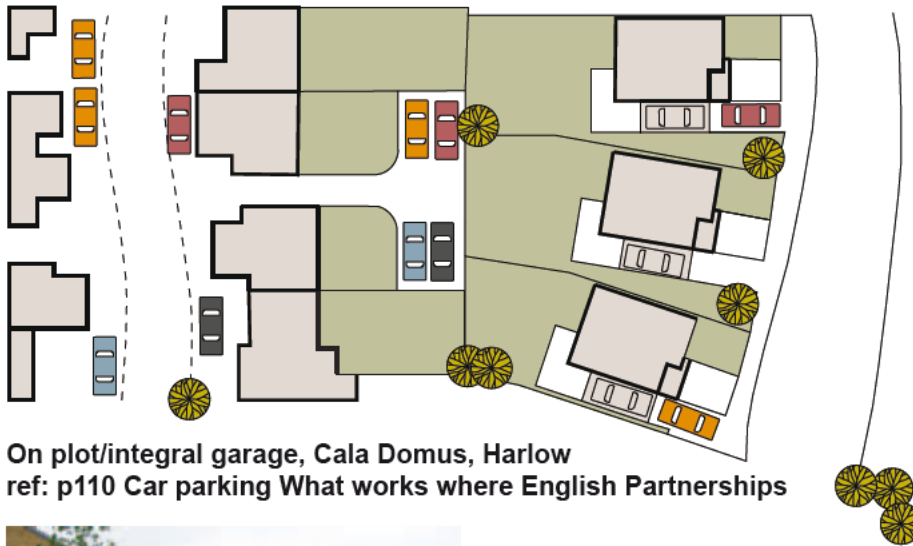 On plot/integral garage, Cala Domus, Harlow
ref: p110 Car parking What works where English Partnerships